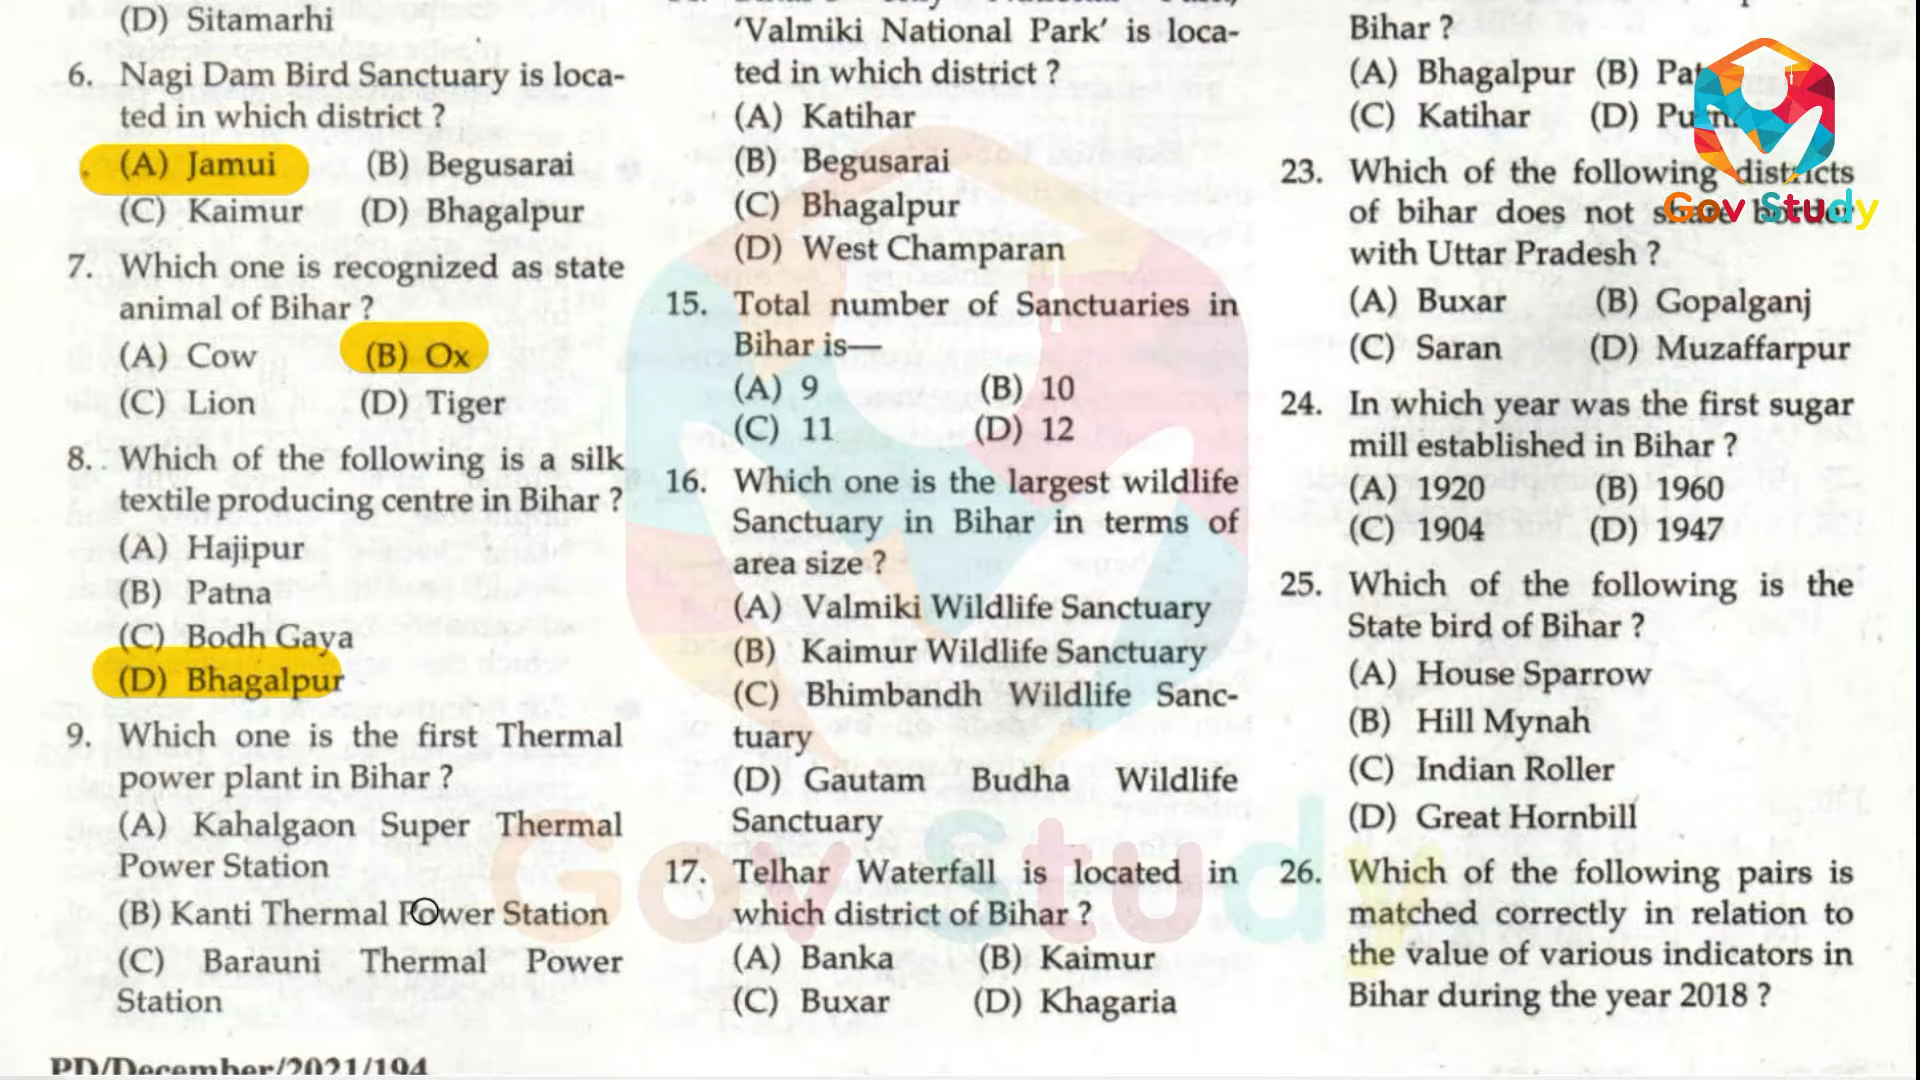 (D) Sitamarhi
6. Nagi Dam Bird Sanctuary is loca-
ted in which district ?
(A) Jamui (B) Begusarai
(C) Kaimur (D) Bhagalpur
7. Which one is recognized as state
animal of Bihar ?
(A) Cow (B) Ox
(C) Lion (D) Tiger
8. Which of the following is a silk
textile producing centre in Bihar ?
(A) Hajipur
(B) Patna
(C) Bodh Gaya
(D) Bhagalpur
9. Which one is the first Thermal
power plant in Bihar ?
(A) Kahalgaon Super Thermal
Power Station
(B) Kanti Thermal Power Station
(C) Barauni Thermal Power
Station
PD/December/2021/194
'Valmiki National Park' is loca-
ted in which district ?
(A) Katihar
(B) Begusarai
(C) Bhagalpur
(D) West Champaran
15. Total number of Sanctuaries in
Bihar is—
(A) 9 (B) 10
(C) 11 (D) 12
16. Which one is the largest wildlife
Sanctuary in Bihar in terms of
area size ?
(A) Valmiki Wildlife Sanctuary
(B) Kaimur Wildlife Sanctuary
(C) Bhimbandh Wildlife Sanc-
tuary
(D) Gautam Budha Wildlife
Sanctuary
17. Telhar Waterfall is located in
which district of Bihar ?
(A) Banka (B) Kaimur
(C) Buxar (D) Khagaria
Bihar ?
(A) Bhagalpur (B)
(C) Katihar (D)
23. Which of the following districts
of bihar does not share border
with Uttar Pradesh ?
(A) Buxar (B) Gopalganj
(C) Saran (D) Muzaffarpur
24. In which year was the first sugar
mill established in Bihar ?
(A) 1920 (B) 1960
(C) 1904 (D) 1947
25. Which of the following is the
State bird of Bihar ?
(A) House Sparrow
(B) Hill Mynah
(C) Indian Roller
(D) Great Hornbill
26. Which of the following pairs is
matched correctly in relation to
the value of various indicators in
Bihar during the year 2018 ?
Gov Study
Gov Study